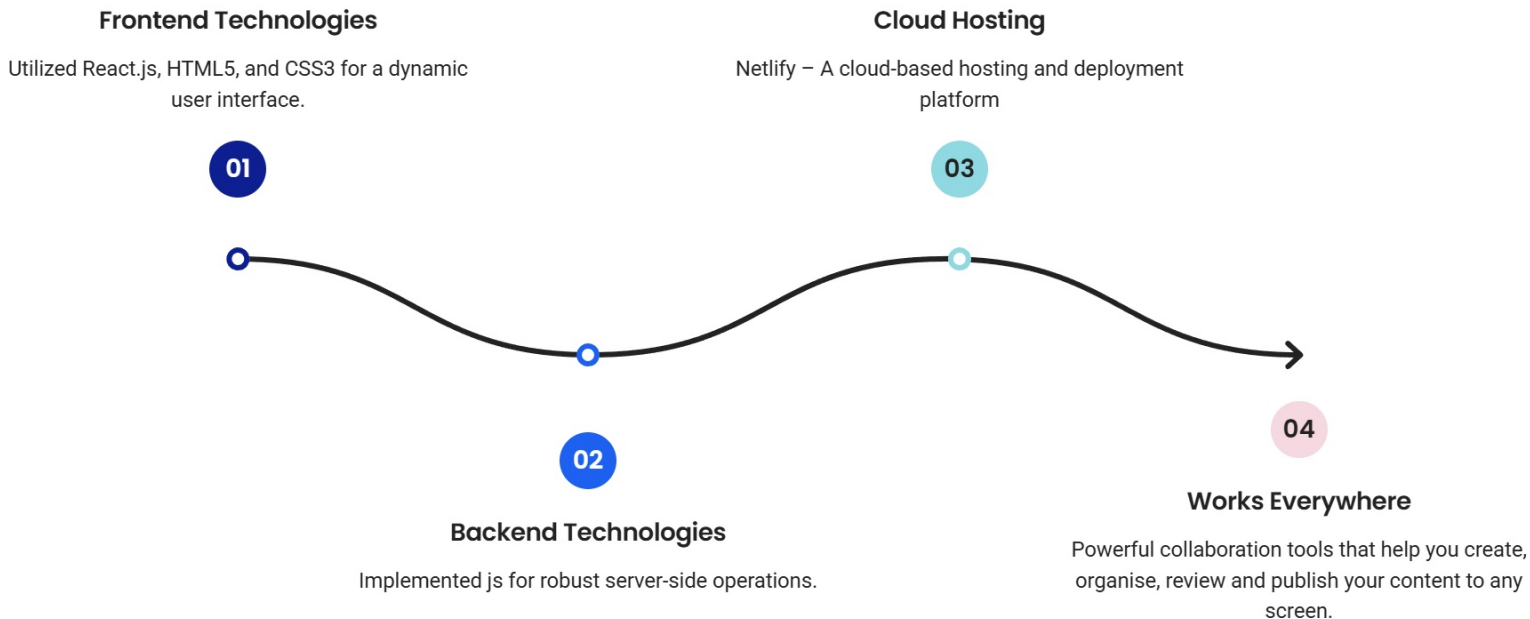 Frontend Technologies
Utilized React.js, HTML5, and CSS3 for a dynamic
user interface.
01
02
Backend Technologies
Implemented js for robust server-side operations.
Cloud Hosting
Netlify – A cloud-based hosting and deployment
platform
03
04
Works Everywhere
Powerful collaboration tools that help you create,
organise, review and publish your content to any
screen.